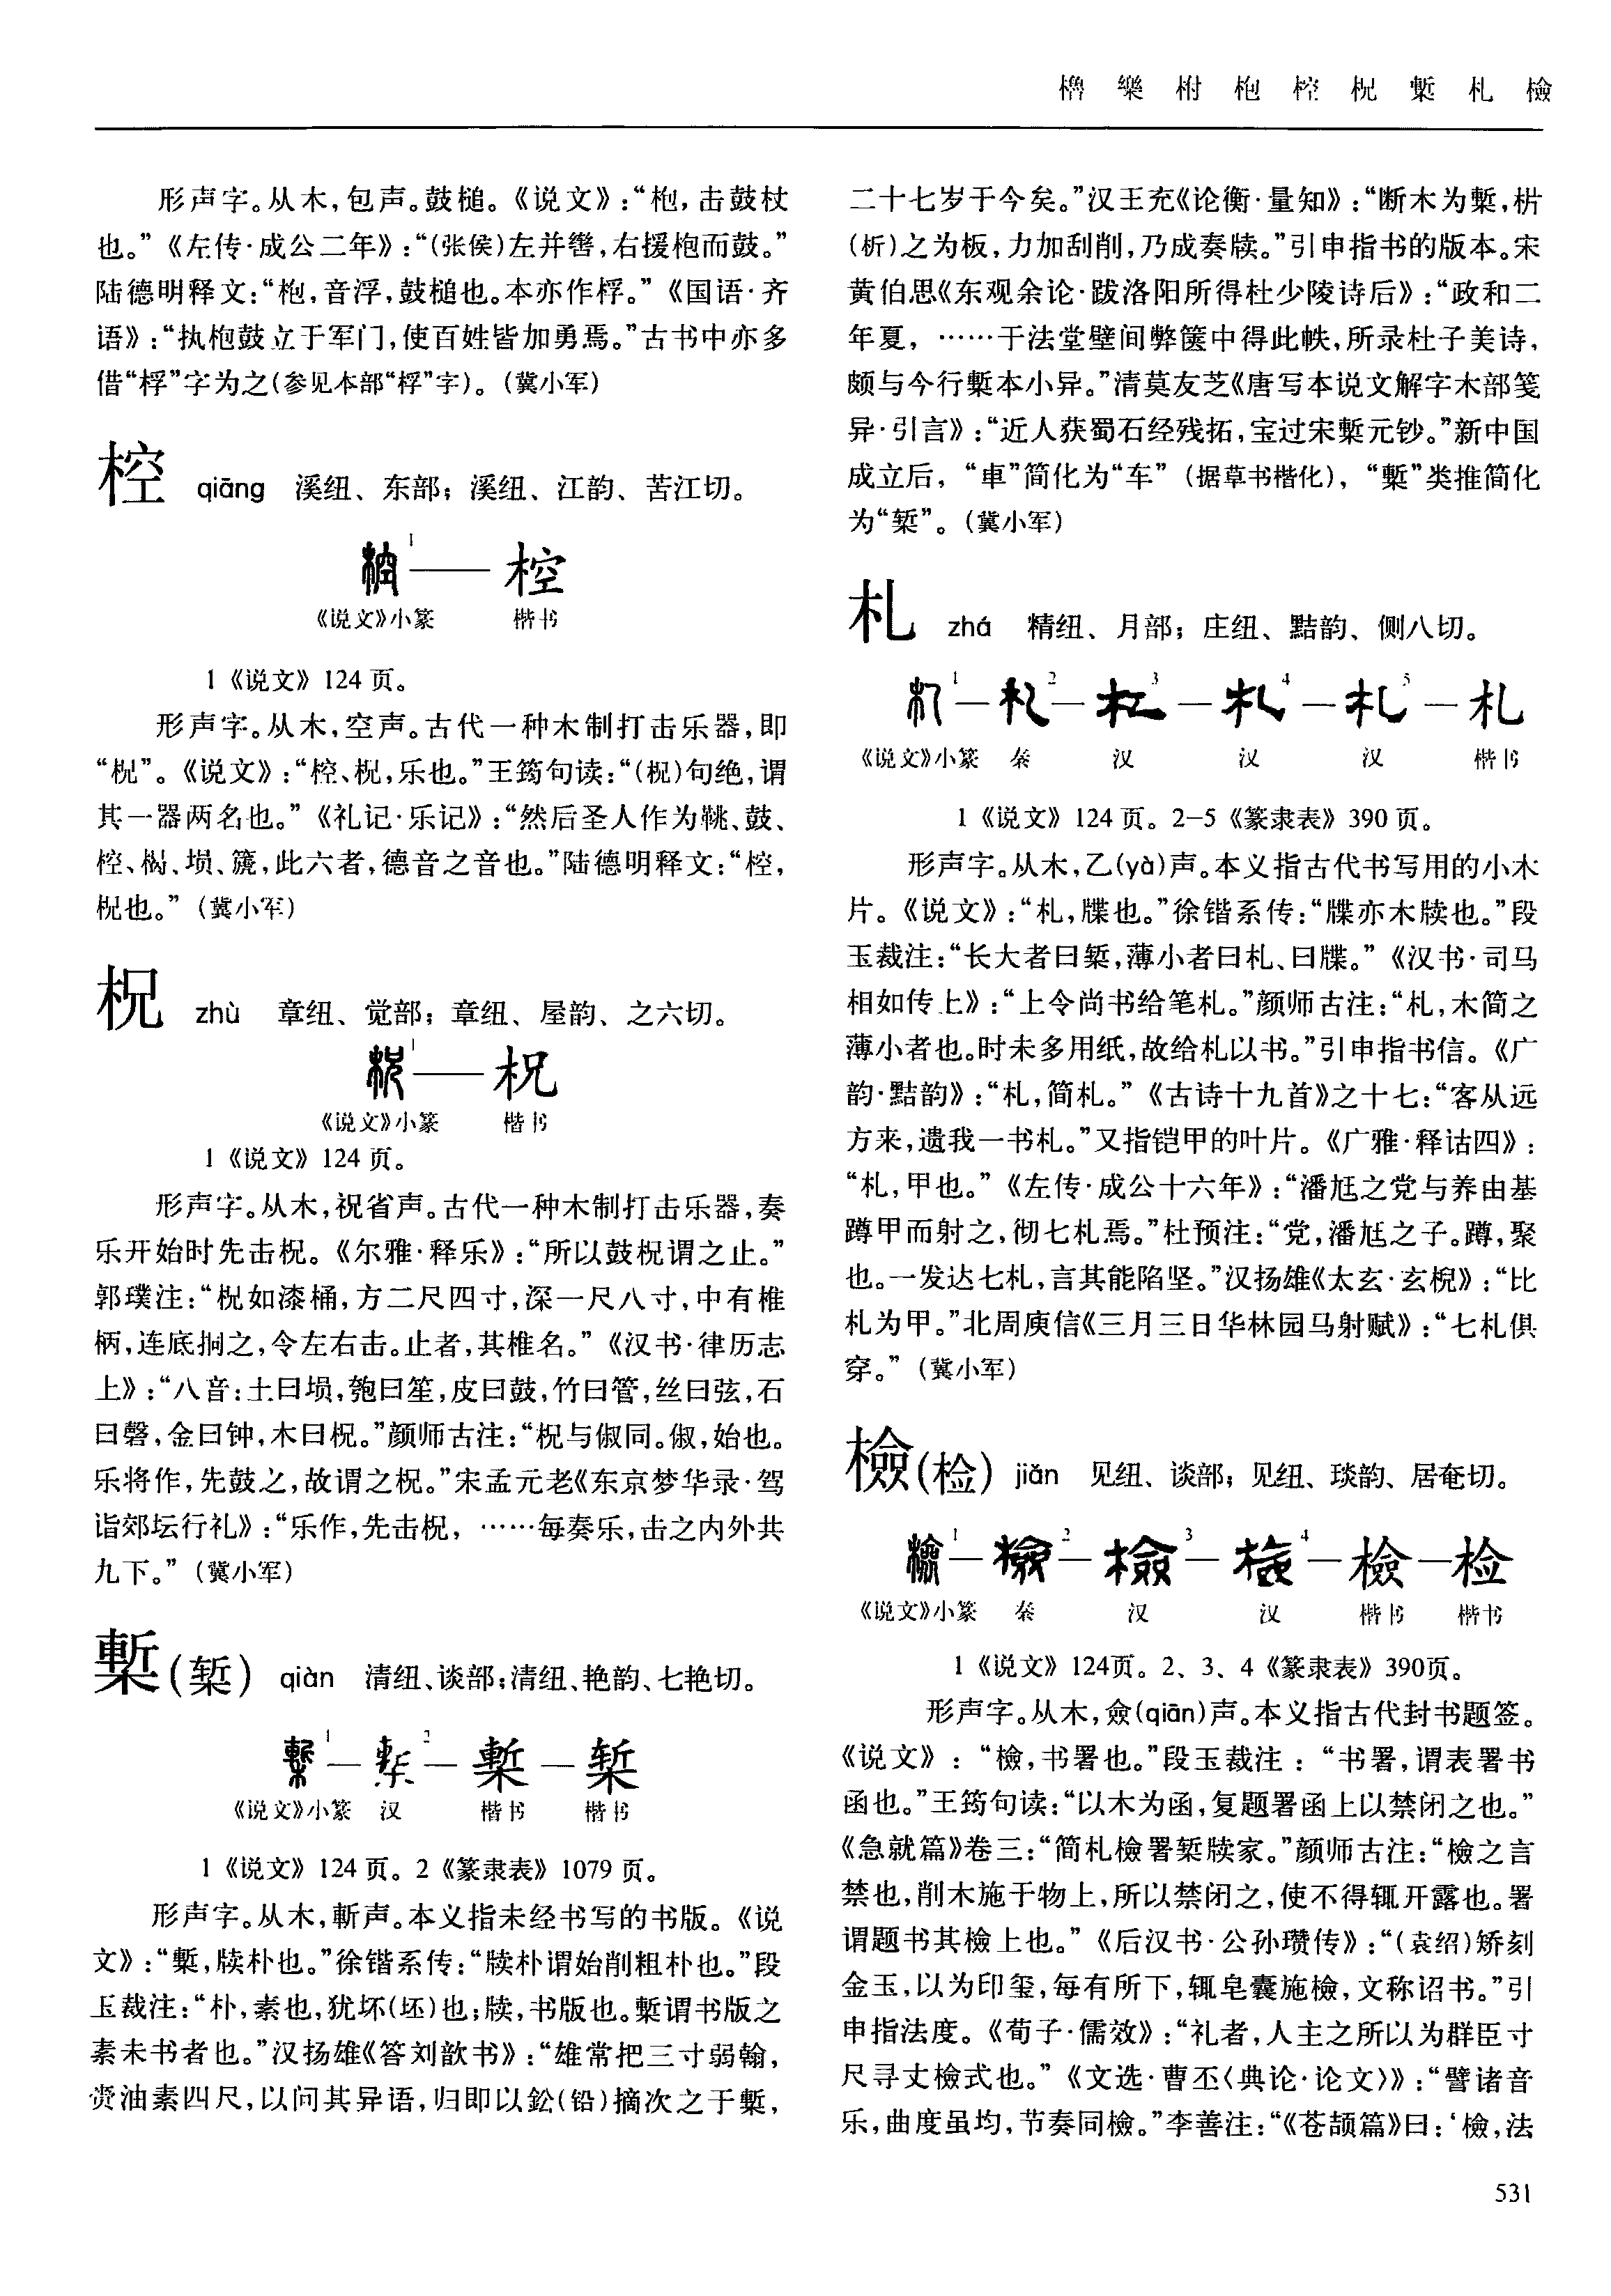 櫓 樂 柎 枹 椌 柷 槧 札 檢
形声字。从木，包声。鼓槌。《说文》：“枹，击鼓杖
也。”《左传·成公二年》：“(张侯)左并辔，右援枹而鼓。”
陆德明释文：“枹，音浮，鼓槌也。本亦作桴。”《国语·齐
语》：“执枹鼓立于军门，使百姓皆加勇焉。”古书中亦多
借“桴”字为之(参见本部“桴”字)。(冀小军)
椌 qiāng 溪纽、东部；溪纽、江韵、苦江切。
1 —— 椌
《说文》小篆 楷书
1《说文》124页。
形声字。从木，空声。古代一种木制打击乐器，即
“柷”。《说文》：“椌、柷，乐也。”王筠句读：“(柷)句绝，谓
其一器两名也。”《礼记·乐记》：“然后圣人作为鞉、鼓、
椌、楬、埙、篪，此六者，德音之音也。”陆德明释文：“椌，
柷也。”(冀小军)
柷 zhù 章纽、觉部；章纽、屋韵、之六切。
1 —— 柷
《说文》小篆 楷书
1《说文》124页。
形声字。从木，祝省声。古代一种木制打击乐器，奏
乐开始时先击柷。《尔雅·释乐》：“所以鼓柷谓之止。”
郭璞注：“柷如漆桶，方二尺四寸，深一尺八寸，中有椎
柄，连底挏之，令左右击。止者，其椎名。”《汉书·律历志
上》：“八音：土曰埙，匏曰笙，皮曰鼓，竹曰管，丝曰弦，石
曰磬，金曰钟，木曰柷。”颜师古注：“柷与俶同。俶，始也。
乐将作，先鼓之，故谓之柷。”宋孟元老《东京梦华录·驾
诣郊坛行礼》：“乐作，先击柷，……每奏乐，击之内外共
九下。”(冀小军)
槧(椠) qiàn 清纽、谈部；清纽、艳韵、七艳切。
1 — 2 — 槧 — 椠
《说文》小篆 汉 楷书 楷书
1《说文》124页。2《篆隶表》1079页。
形声字。从木，斬声。本义指未经书写的书版。《说
文》：“槧，牍朴也。”徐锴系传：“牍朴谓始削粗朴也。”段
玉裁注：“朴，素也，犹坏(坯)也；牍，书版也。槧谓书版之
素未书者也。”汉扬雄《答刘歆书》：“雄常把三寸弱翰，
赍油素四尺，以问其异语，归即以鈆(铅)摘次之于槧，
二十七岁于今矣。”汉王充《论衡·量知》：“断木为槧，枿
(析)之为板，力加刮削，乃成奏牍。”引申指书的版本。宋
黄伯思《东观余论·跋洛阳所得杜少陵诗后》：“政和二
年夏，……于法堂壁间弊箧中得此帙，所录杜子美诗，
颇与今行槧本小异。”清莫友芝《唐写本说文解字木部笺
异·引言》：“近人获蜀石经残拓，宝过宋槧元钞。”新中国
成立后，“車”简化为“车”(据草书楷化)，“槧”类推简化
为“椠”。(冀小军)
札 zhá 精纽、月部；庄纽、黠韵、侧八切。
1 — 2 — 3 — 4 — 5 — 札
《说文》小篆 秦 汉 汉 汉 楷书
1《说文》124页。2-5《篆隶表》390页。
形声字。从木，乙(yà)声。本义指古代书写用的小木
片。《说文》：“札，牒也。”徐锴系传：“牒亦木牍也。”段
玉裁注：“长大者曰椠，薄小者曰札、曰牒。”《汉书·司马
相如传上》：“上令尚书给笔札。”颜师古注：“札，木简之
薄小者也。时未多用纸，故给札以书。”引申指书信。《广
韵·黠韵》：“札，简札。”《古诗十九首》之十七：“客从远
方来，遗我一书札。”又指铠甲的叶片。《广雅·释诂四》：
“札，甲也。”《左传·成公十六年》：“潘尪之党与养由基
蹲甲而射之，彻七札焉。”杜预注：“党，潘尪之子。蹲，聚
也。一发达七札，言其能陷坚。”汉扬雄《太玄·玄棿》：“比
札为甲。”北周庾信《三月三日华林园马射赋》：“七札俱
穿。”(冀小军)
檢(检) jiǎn 见纽、谈部；见纽、琰韵、居奄切。
1 — 2 — 3 — 4 — 檢 — 检
《说文》小篆 秦 汉 汉 楷书 楷书
1《说文》124页。2、3、4《篆隶表》390页。
形声字。从木，僉(qiān)声。本义指古代封书题签。
《说文》：“檢，书署也。”段玉裁注：“书署，谓表署书
函也。”王筠句读：“以木为函，复题署函上以禁闭之也。”
《急就篇》卷三：“简札檢署椠牍家。”颜师古注：“檢之言
禁也，削木施于物上，所以禁闭之，使不得辄开露也。署
谓题书其檢上也。”《后汉书·公孙瓒传》：“(袁绍)矫刻
金玉，以为印玺，每有所下，辄皂囊施檢，文称诏书。”引
申指法度。《荀子·儒效》：“礼者，人主之所以为群臣寸
尺寻丈檢式也。”《文选·曹丕〈典论·论文〉》：“譬诸音
乐，曲度虽均，节奏同檢。”李善注：“《苍颉篇》曰：‘檢，法
531